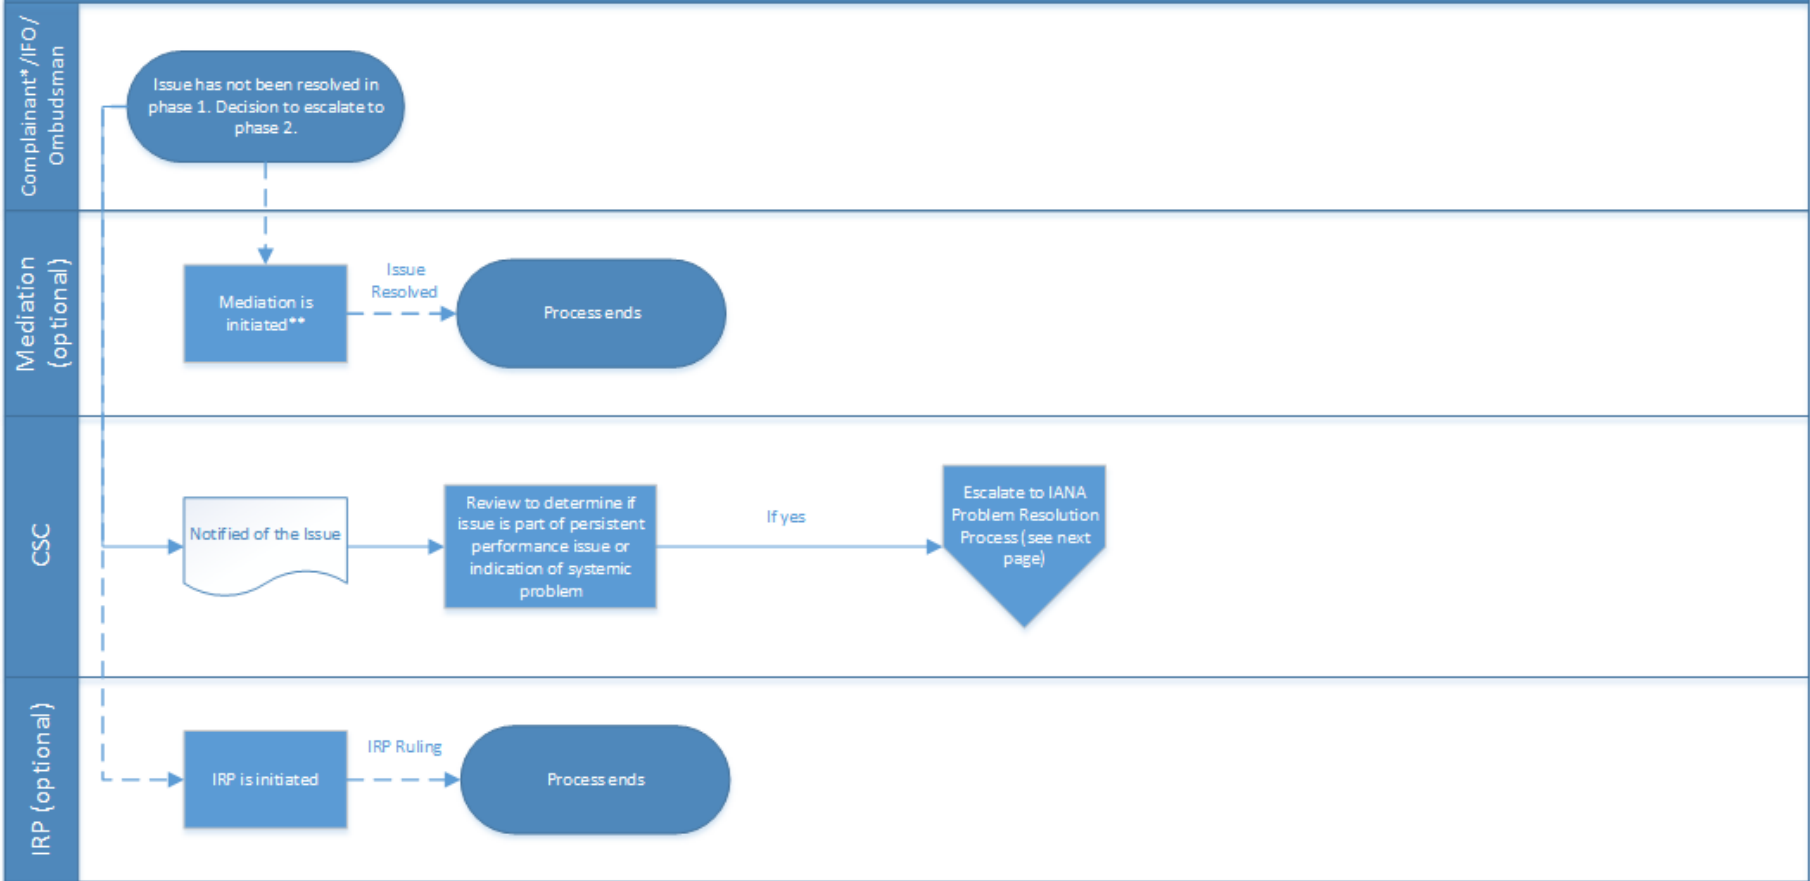 Complainant*/IFO/
Ombudsman
Issue has not been resolved in
phase 1. Decision to escalate to
phase 2.
Mediation
(optional)
Mediation is
initiated**
Issue
Resolved
Process ends
CSC
Notified of the Issue
Review to determine if
issue is part of persistent
performance issue or
indication of systemic
problem
If yes
Escalate to IANA
Problem Resolution
Process (see next
page)
IRP (optional)
IRP is initiated
IRP Ruling
Process ends